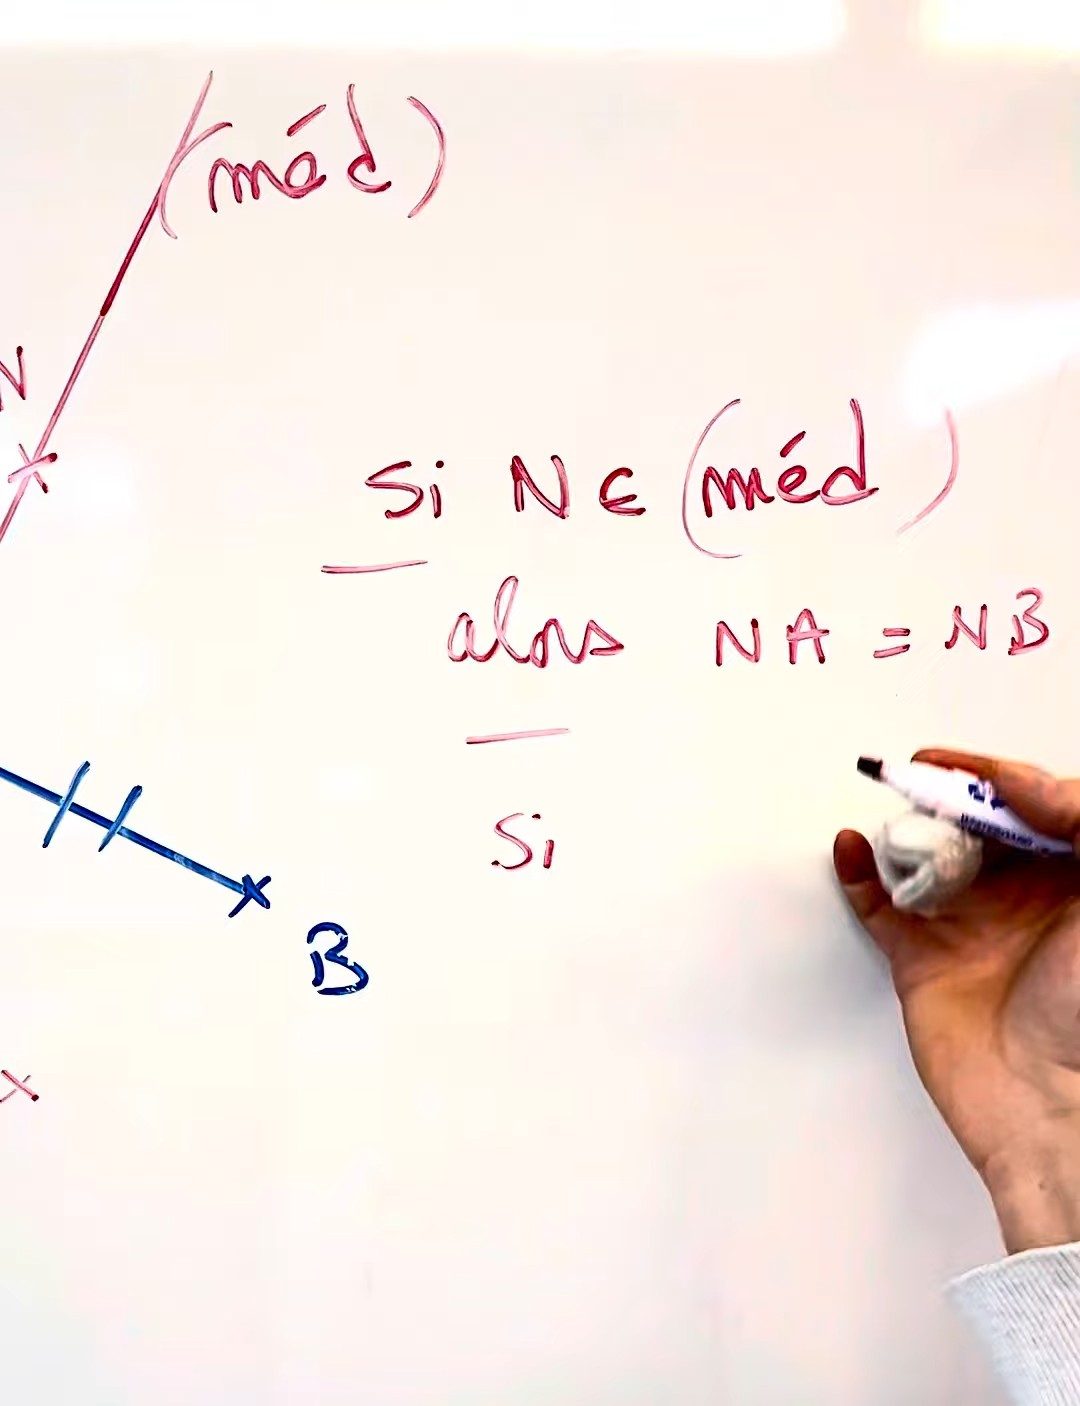 (méd)
N
Si N ∈ (méd)
alors NA = NB
Si
B